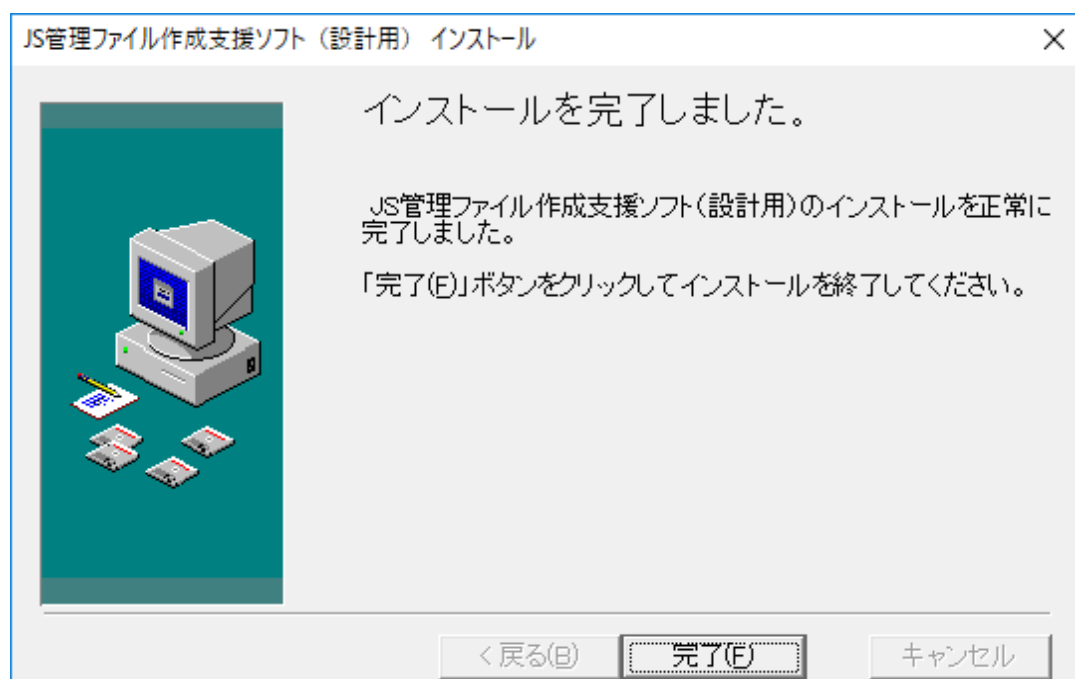 JS管理ファイル作成支援ソフト（設計用） インストール
インストールを完了しました。
JS管理ファイル作成支援ソフト(設計用)のインストールを正常に
完了しました。
「完了(F)」ボタンをクリックしてインストールを終了してください。
< 戻る(B)
完了(F)
キャンセル